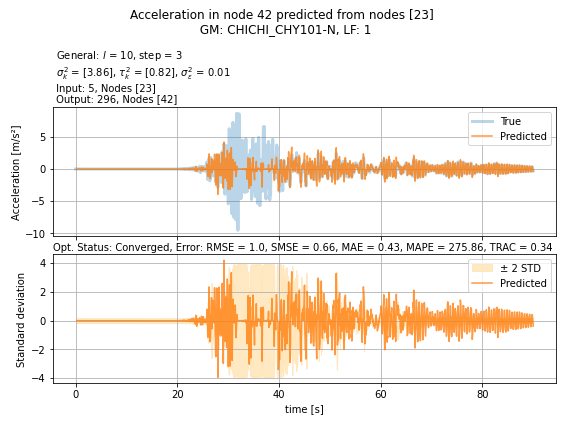 Acceleration in node 42 predicted from nodes [23]
GM: CHICHI_CHY101-N, LF: 1
General: l = 10, step = 3
σ²ₖ = [3.86], τ²ₖ = [0.82], σ²ε = 0.01
Input: 5, Nodes [23]
Output: 296, Nodes [42]
Acceleration [m/s²]
5
0
−5
−10
True
Predicted
Opt. Status: Converged, Error: RMSE = 1.0, SMSE = 0.66, MAE = 0.43, MAPE = 275.86, TRAC = 0.34
Standard deviation
4
2
0
−2
−4
± 2 STD
Predicted
0 20 40 60 80
time [s]